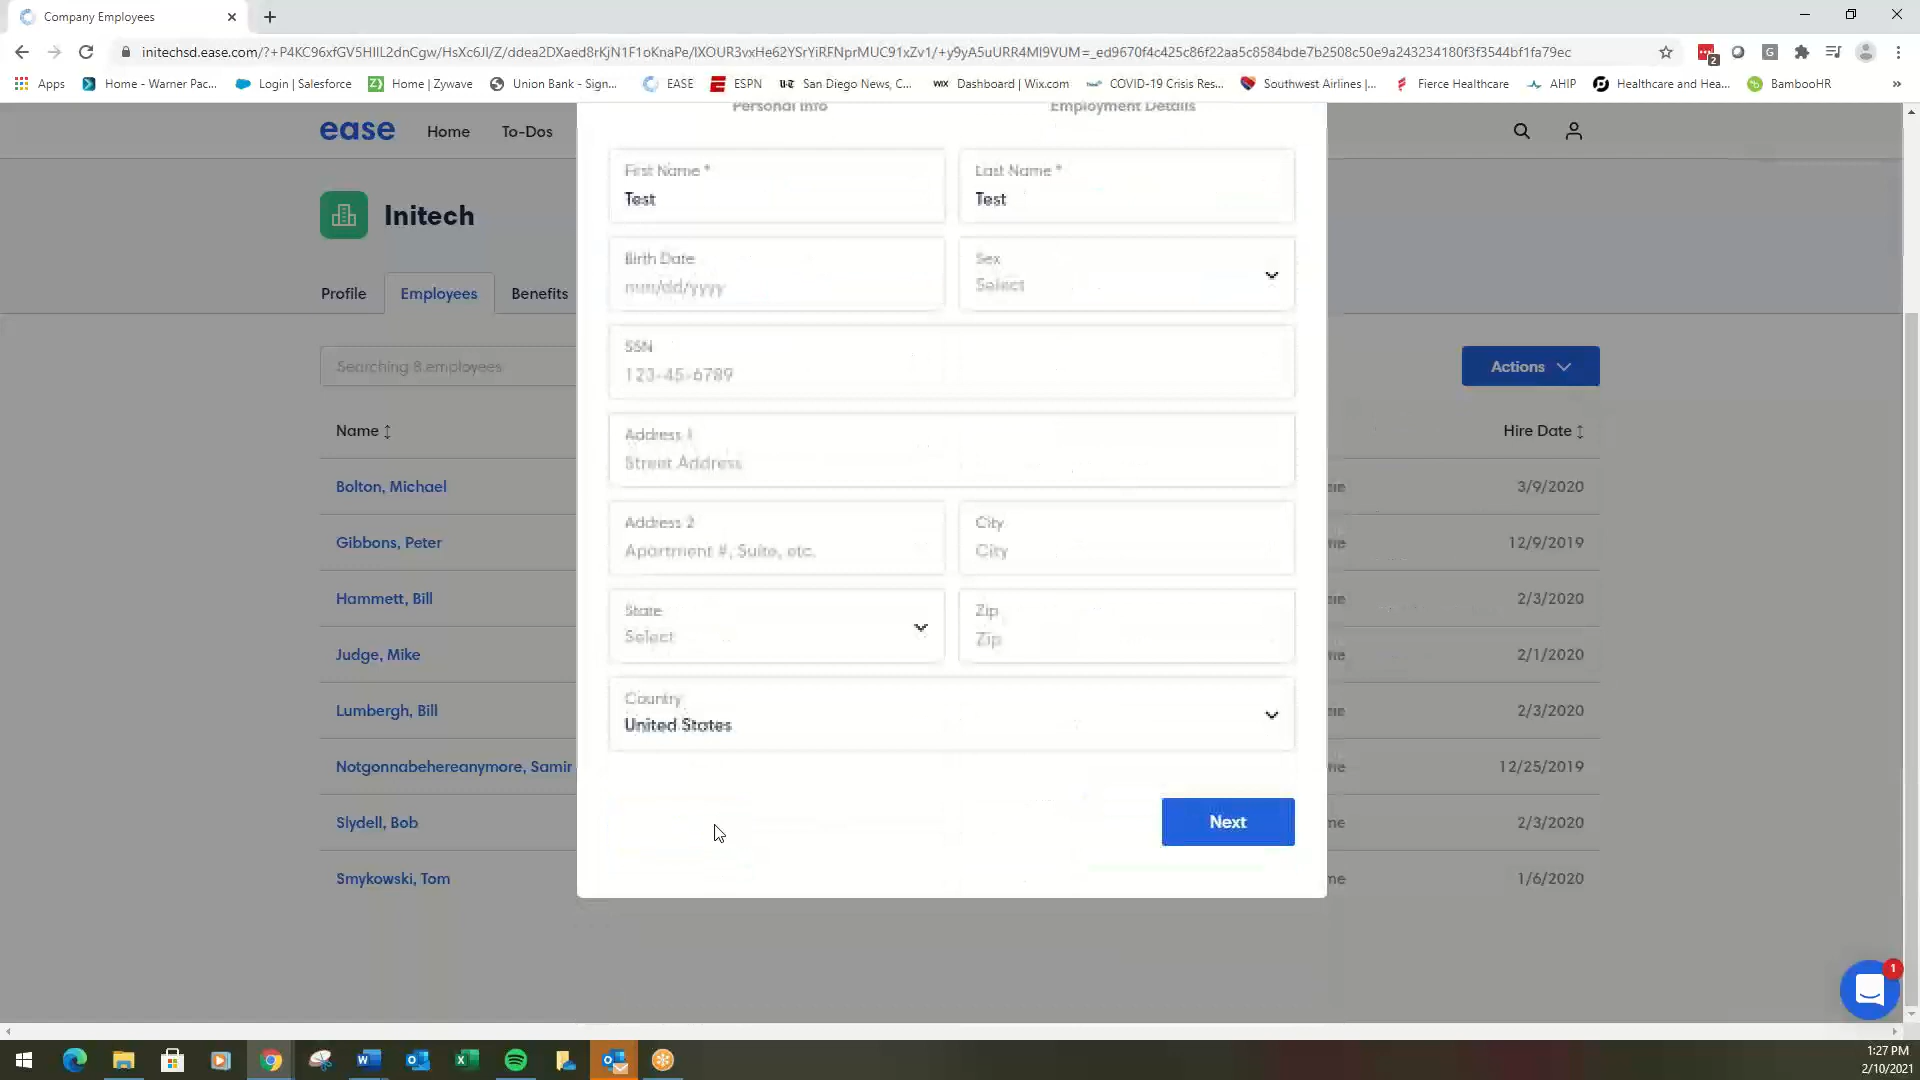 Company Employees
initechsd.ease.com/?+P4KC96xfGV5HIlL2dnCgw/HsXc6Jl/Z/ddea2DXaed8rKjN1F1oKnaPe/lXOUR3vxHe62YSrYiRFNprMUC91xZv1/+y9yA5uURR4Ml9VUM=_ed9670f4c425c86f22aa5c8584bde7b2508c50e9a243234180f3f3544bf1fa79ec
2
Apps
Home - Warner Pac...
Login | Salesforce
Home | Zywave
Union Bank - Sign...
EASE
ESPN
San Diego News, C...
Dashboard | Wix.com
COVID-19 Crisis Res...
Southwest Airlines |...
Fierce Healthcare
AHIP
Healthcare and Hea...
BambooHR
»
Personal Info
Employment Details
ease
Home
To-Dos
Initech
Profile
Employees
Benefits
Searching 8 employees
Actions
Name
Hire Date
Bolton, Michael
3/9/2020
Gibbons, Peter
12/9/2019
Hammett, Bill
2/3/2020
Judge, Mike
2/1/2020
Lumbergh, Bill
2/3/2020
Notgonnabehereanymore, Samir
12/25/2019
Slydell, Bob
2/3/2020
Smykowski, Tom
1/6/2020
First Name *
Test
Last Name *
Test
Birth Date
mm/dd/yyyy
Sex
Select
SSN
123-45-6789
Address 1
Street Address
Address 2
Apartment #, Suite, etc.
City
City
State
Select
Zip
Zip
Country
United States
Next
1
1:27 PM
2/10/2021